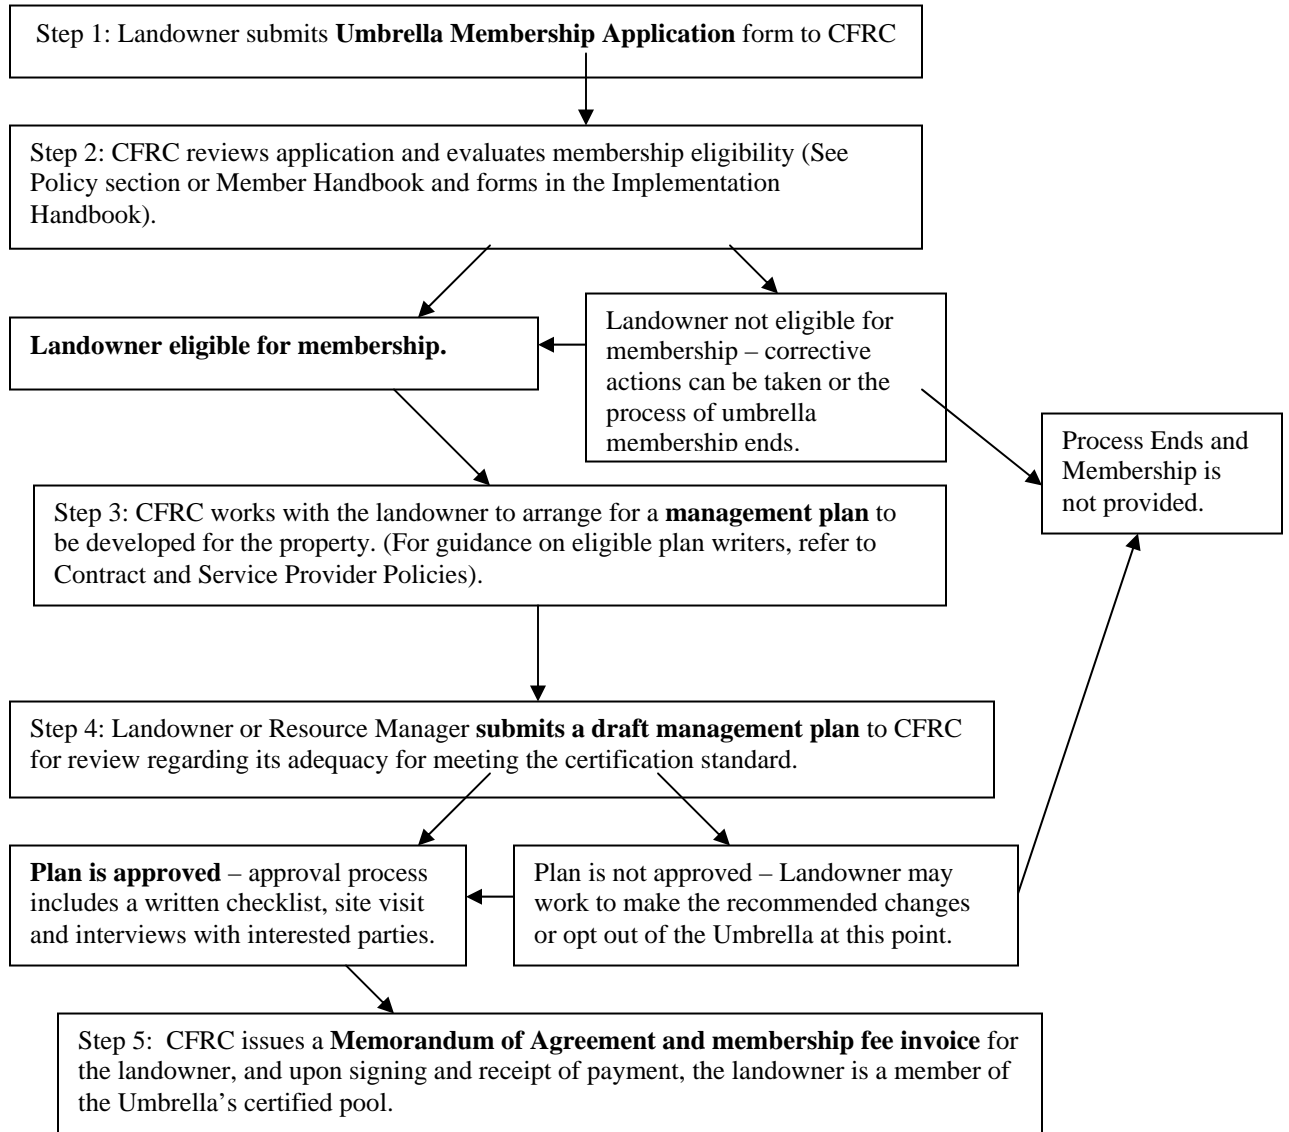 Step 1: Landowner submits Umbrella Membership Application form to CFRC
Step 2: CFRC reviews application and evaluates membership eligibility (See
Policy section or Member Handbook and forms in the Implementation
Handbook).
Landowner eligible for membership.
Landowner not eligible for
membership – corrective
actions can be taken or the
process of umbrella
membership ends.
Process Ends and
Membership is
not provided.
Step 3: CFRC works with the landowner to arrange for a management plan to
be developed for the property. (For guidance on eligible plan writers, refer to
Contract and Service Provider Policies).
Step 4: Landowner or Resource Manager submits a draft management plan to CFRC
for review regarding its adequacy for meeting the certification standard.
Plan is approved – approval process
includes a written checklist, site visit
and interviews with interested parties.
Plan is not approved – Landowner may
work to make the recommended changes
or opt out of the Umbrella at this point.
Step 5:  CFRC issues a Memorandum of Agreement and membership fee invoice for
the landowner, and upon signing and receipt of payment, the landowner is a member of
the Umbrella’s certified pool.